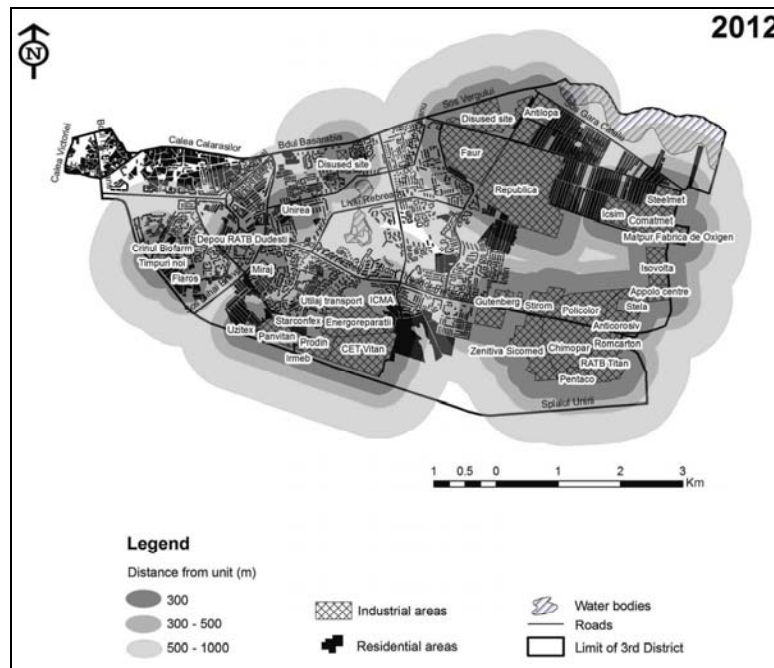 2012
N
Sos Vergului
Disused site
Antilopa
Calea Victoriei
Calea Calarasilor
Bdul Basarabia
Disused site
Faur
Republica
Unirea
Steelmet
Icsim
Comatmet
Depou RATB Dudesti
Matpur Fabrica de Oxigen
Crinul Biofarm
Timpuri noi
Flaros
Miraj
Isovolta
Appolo centre
Utilaj transport
ICMA
Gutenberg
Stirom
Policolor
Stela
Uzitex
Starconfex
Energoreparatii
Anticorosiv
Panvitan
Prodin
CET Vitan
Zenitiva Sicomed
Chimopar
Romcarton
Irmeb
RATB Titan
Pentaco
Splaiul Unirii
1 0.5 0 1 2 3
Km
Legend
Distance from unit (m)
300
300 - 500
500 - 1000
Industrial areas
Residential areas
Water bodies
Roads
Limit of 3rd District